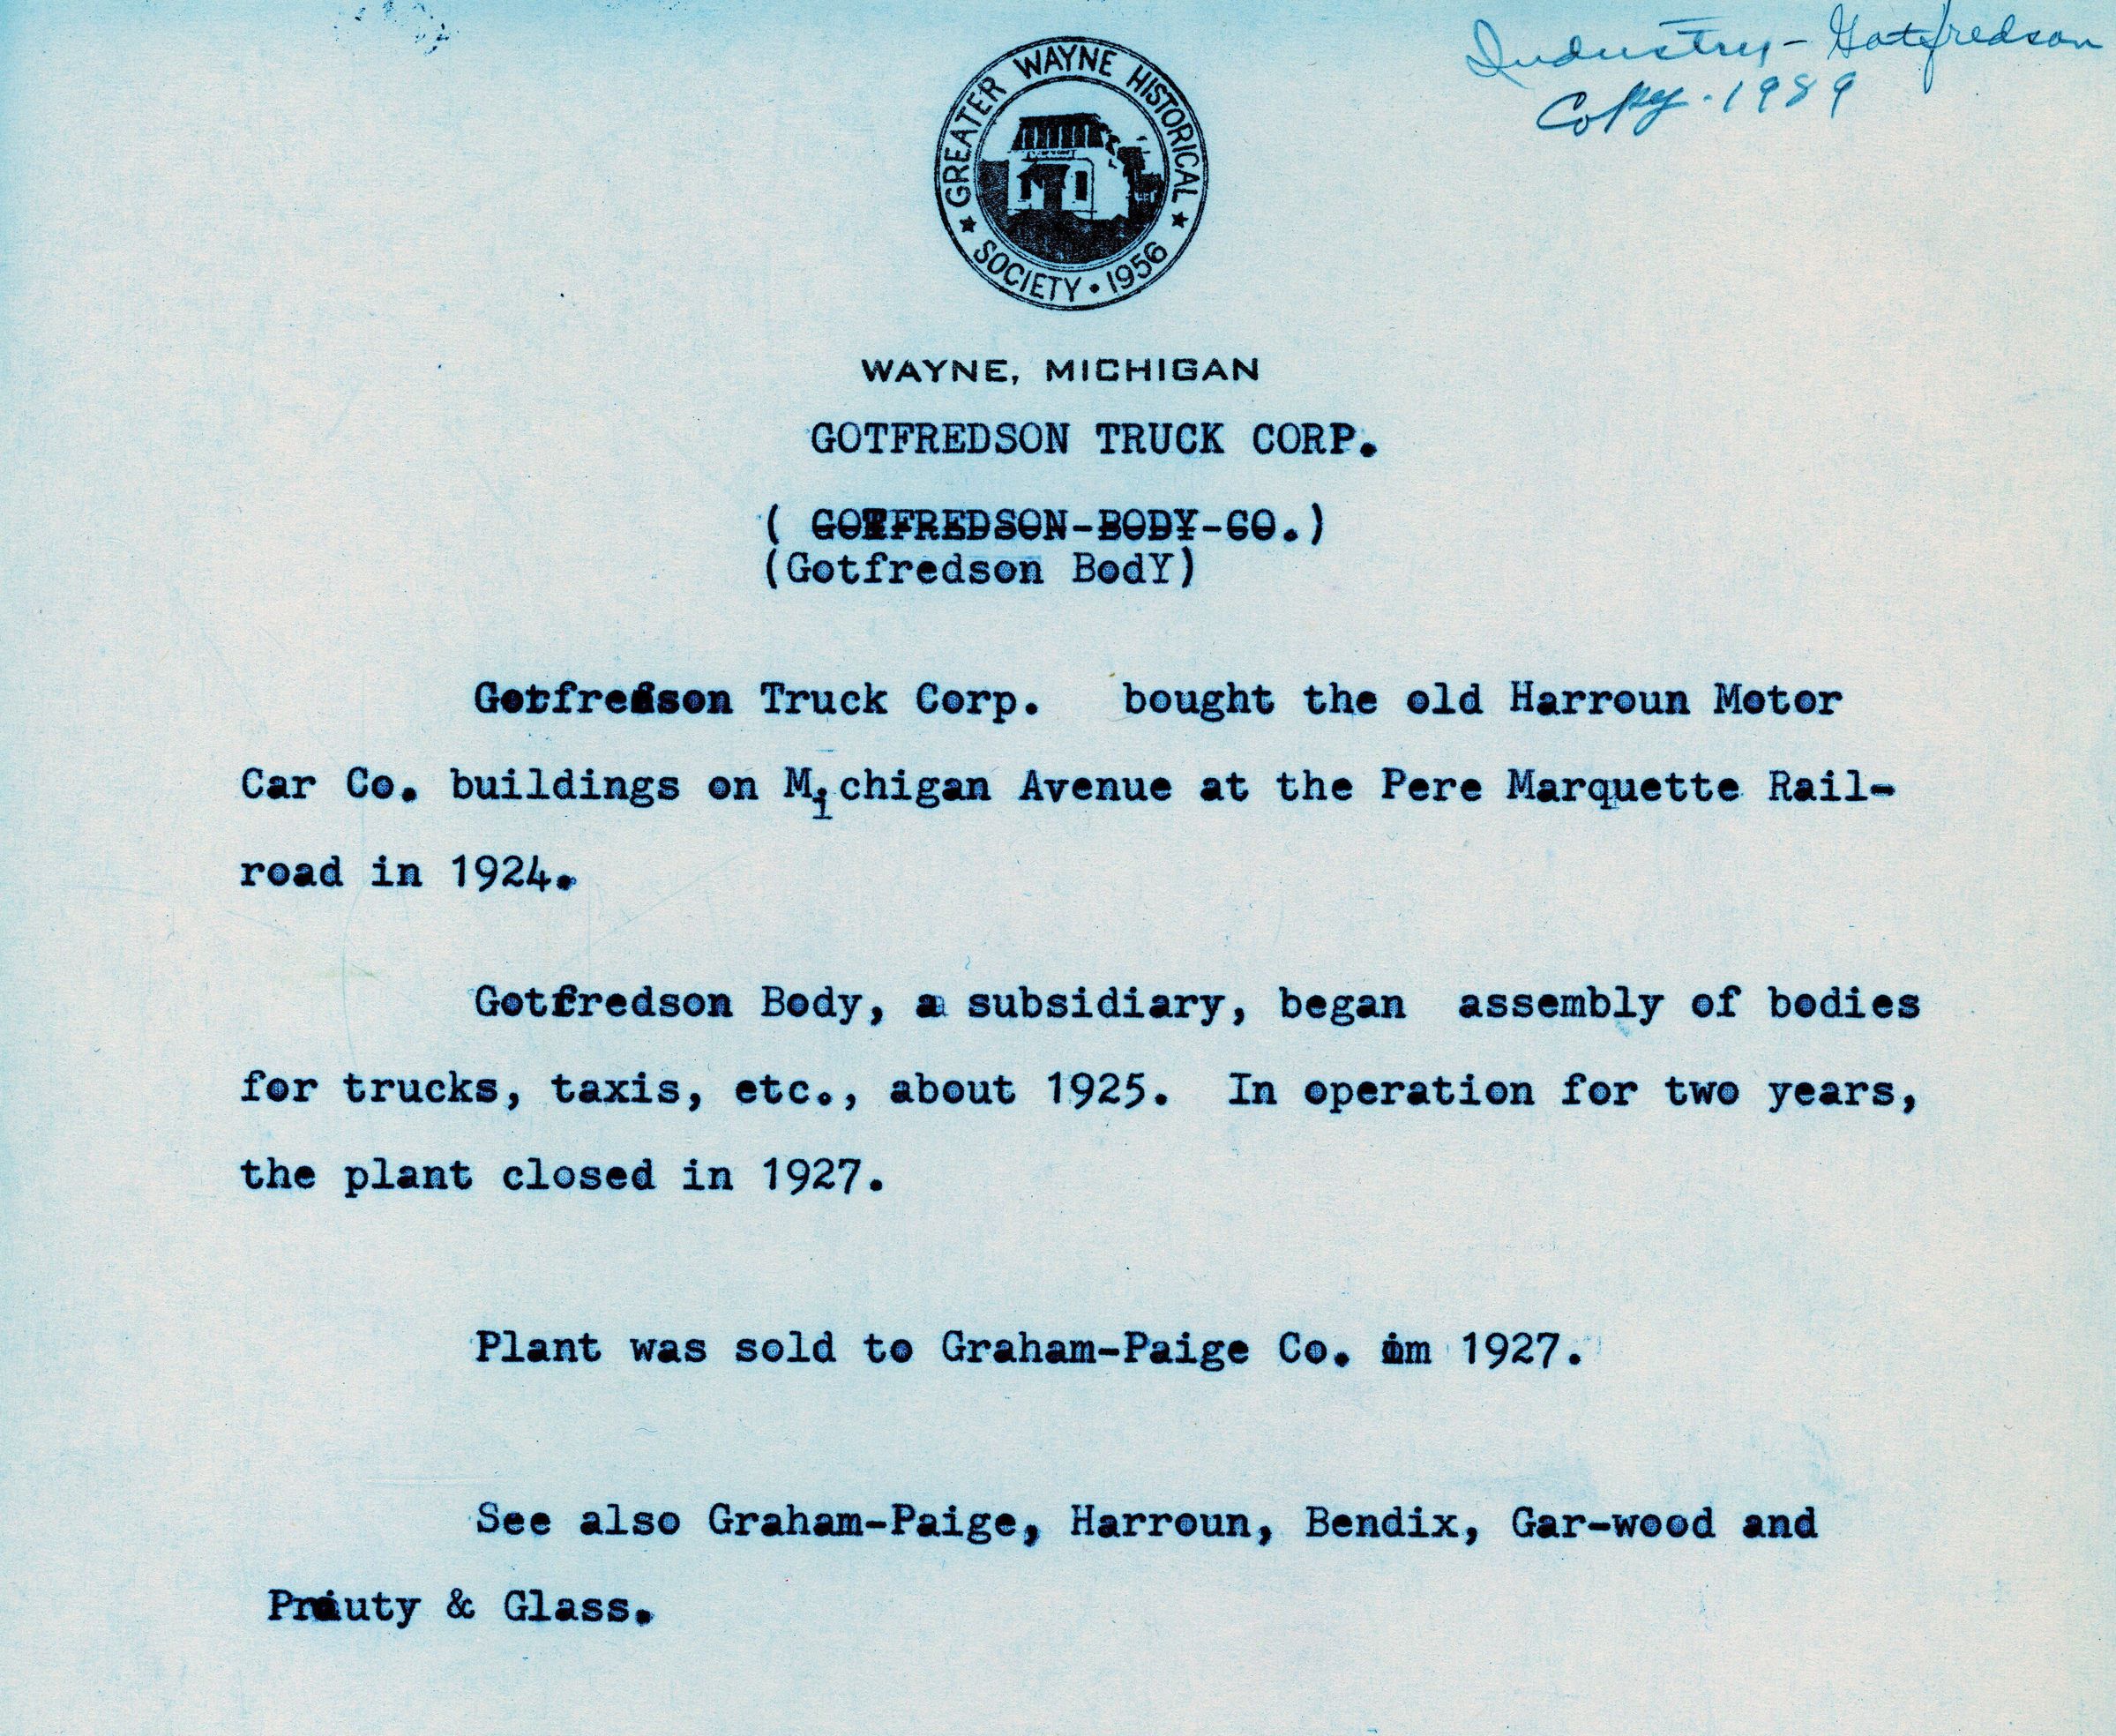 Industry - Gotfredson
Copy - 1989
GREATER WAYNE HISTORICAL
SOCIETY • 1956
WAYNE, MICHIGAN
GOTFREDSON TRUCK CORP.
( GOTFREDSON-BODY-CO.)
(Gotfredson BodY)
Gotfredson Truck Corp. bought the old Harroun Motor
Car Co. buildings on Michigan Avenue at the Pere Marquette Rail-
road in 1924.
Gotfredson Body, a subsidiary, began assembly of bodies
for trucks, taxis, etc., about 1925. In operation for two years,
the plant closed in 1927.
Plant was sold to Graham-Paige Co. in 1927.
See also Graham-Paige, Harroun, Bendix, Gar-wood and
& Glass.